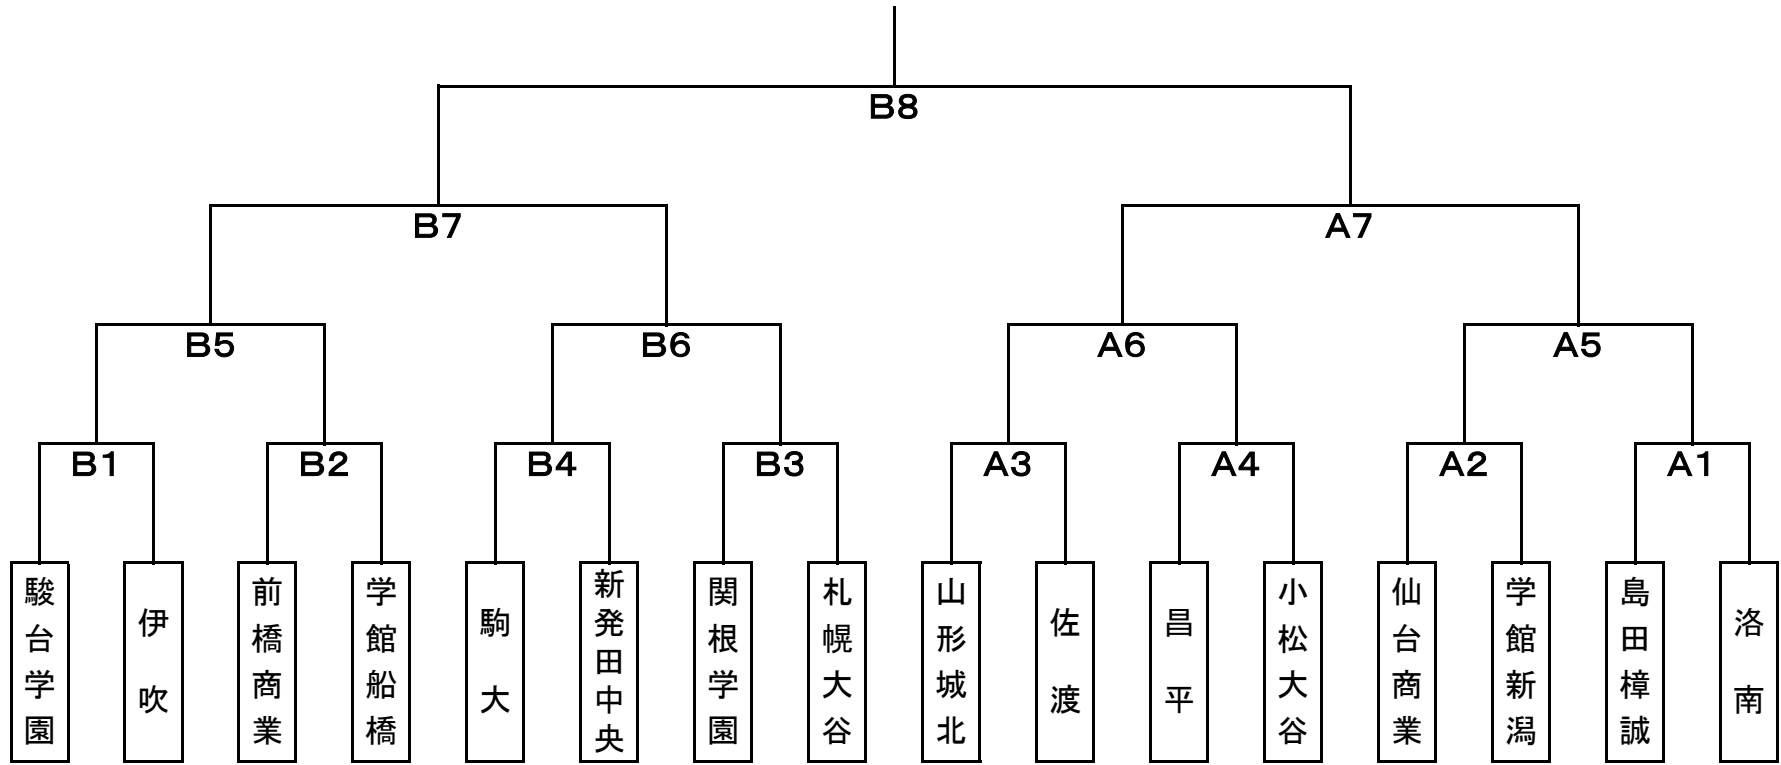 B8
B7
A7
B5
B6
A6
A5
B1
B2
B4
B3
A3
A4
A2
A1
駿台学園
伊吹
前橋商業
学館船橋
駒大
新発田中央
関根学園
札幌大谷
山形城北
佐渡
昌平
小松大谷
仙台商業
学館新潟
島田樟誠
洛南